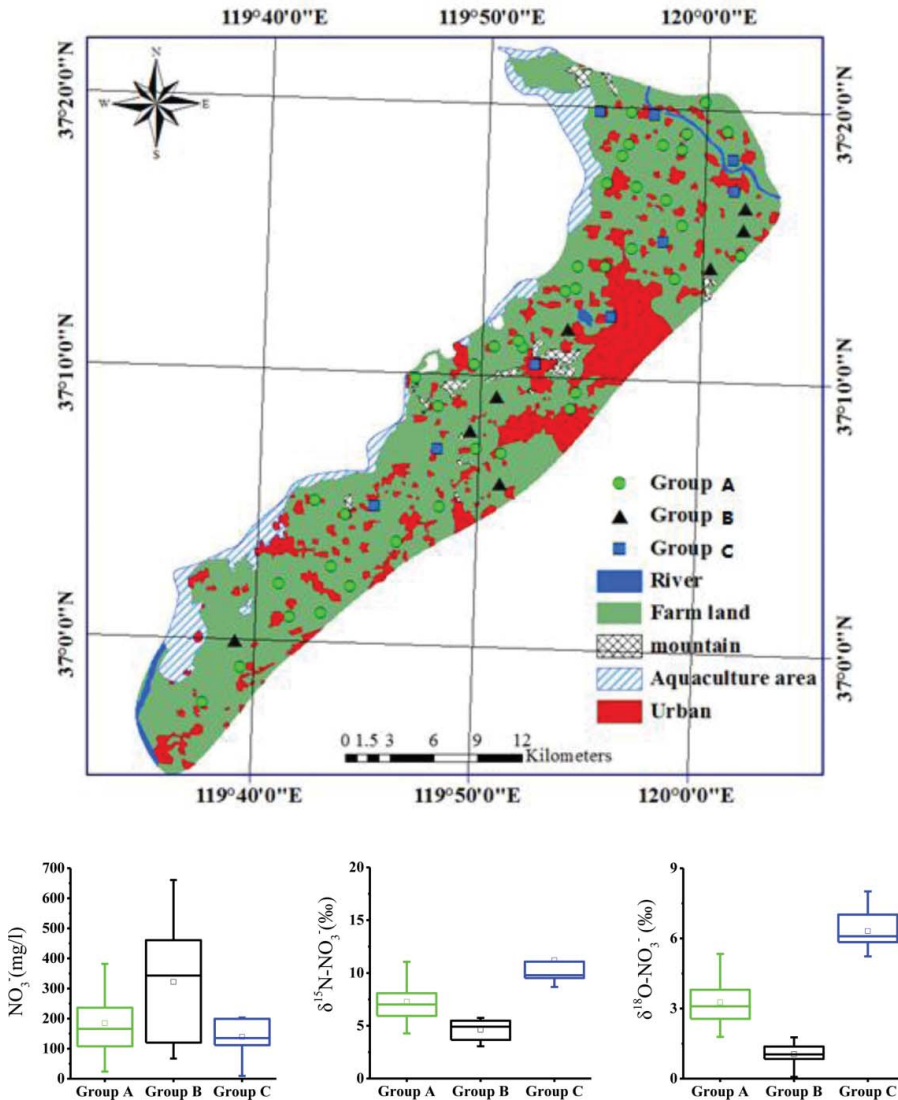 119°40'0"E 119°50'0"E 120°0'0"E
N
W E
S
37°20'0"N 37°20'0"N
37°10'0"N 37°10'0"N
37°0'0"N 37°0'0"N
Group A
Group B
Group C
River
Farm land
mountain
Aquaculture area
Urban
0 1.5 3 6 9 12
Kilometers
119°40'0"E 119°50'0"E 120°0'0"E
NO₃⁻(mg/l)
700
600
500
400
300
200
100
0
Group A Group B Group C
δ¹⁵N-NO₃⁻(‰)
20
15
10
5
0
Group A Group B Group C
δ¹⁸O-NO₃⁻(‰)
9
6
3
0
Group A Group B Group C